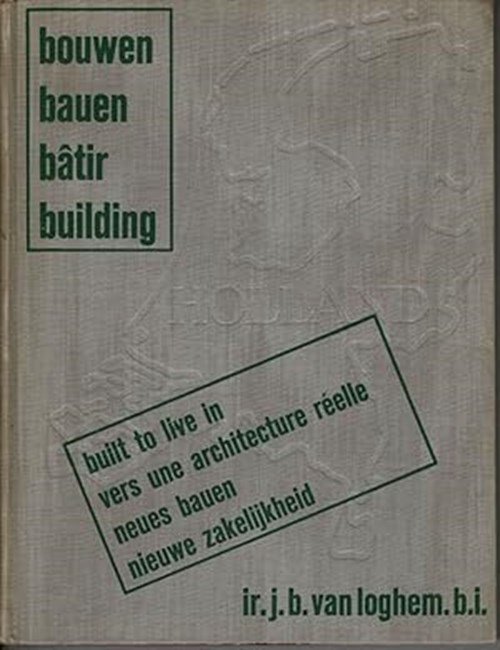 bouwen
bauen
bâtir
building
HOLLAND
built to live in
vers une architecture réelle
neues bauen
nieuwe zakelijkheid
ir.j.b.van loghem.b.i.